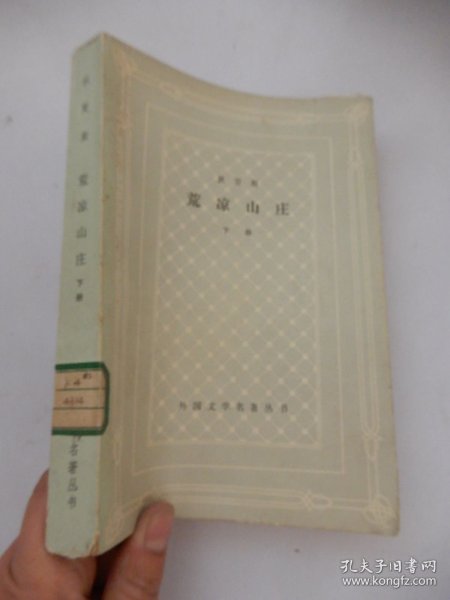 狄更斯
荒凉山庄
下册
外国文学名著丛书
狄更斯
荒凉山庄
下册
名著丛书
孔夫子旧书网
www.kongfz.com